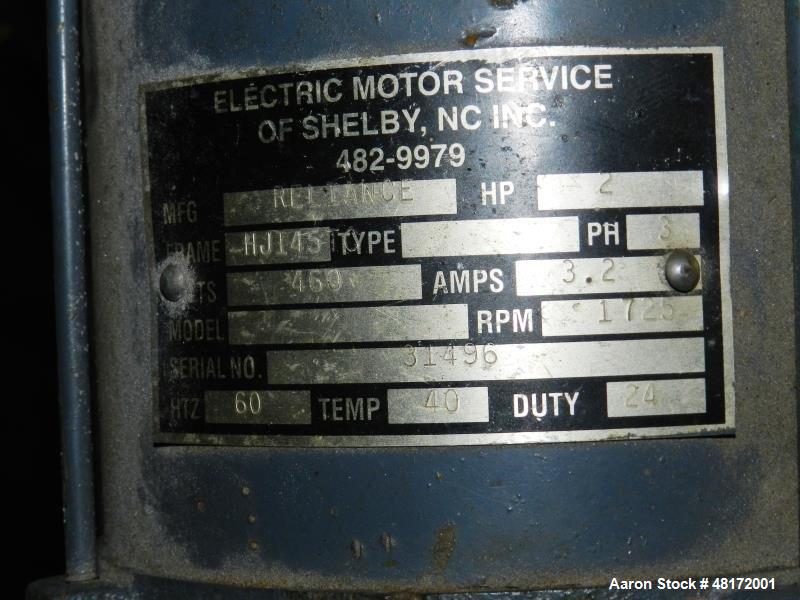 ELECTRIC MOTOR SERVICE
OF SHELBY, NC INC.
482-9979
MFG RELIANCE HP 2
FRAME TYPE PH 3
460 AMPS 3.2
MODEL RPM 1725
SERIAL NO. 31496
HTZ 60 TEMP 40 DUTY 24
Aaron Stock # 48172001